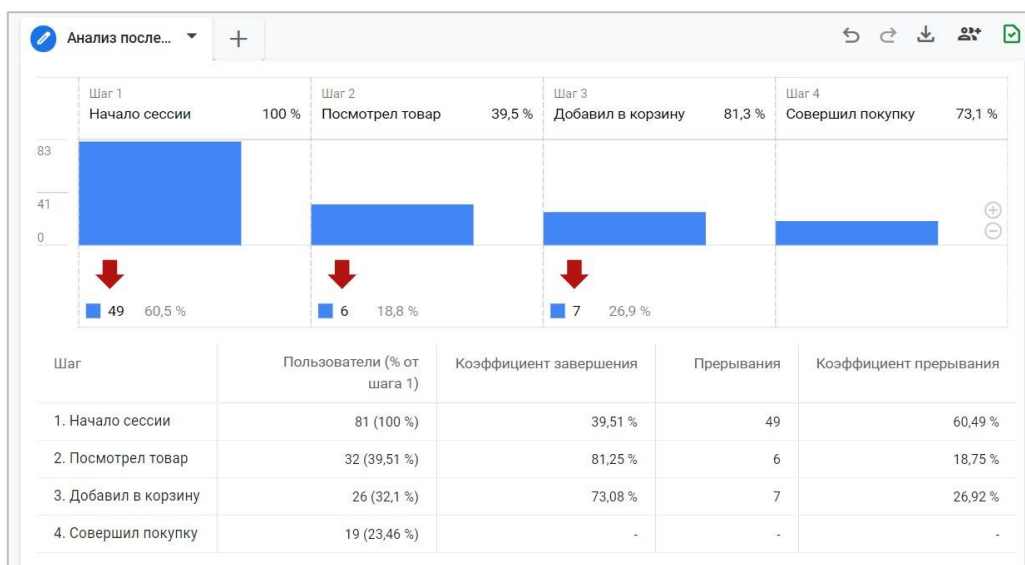 Анализ после...
Шаг 1
Начало сессии 100 %
Шаг 2
Посмотрел товар 39,5 %
Шаг 3
Добавил в корзину 81,3 %
Шаг 4
Совершил покупку 73,1 %
83
41
0
49 60,5 %
6 18,8 %
7 26,9 %
Шаг Пользователи (% от шага 1) Коэффициент завершения Прерывания Коэффициент прерывания
1. Начало сессии 81 (100 %) 39,51 % 49 60,49 %
2. Посмотрел товар 32 (39,51 %) 81,25 % 6 18,75 %
3. Добавил в корзину 26 (32,1 %) 73,08 % 7 26,92 %
4. Совершил покупку 19 (23,46 %) - - -